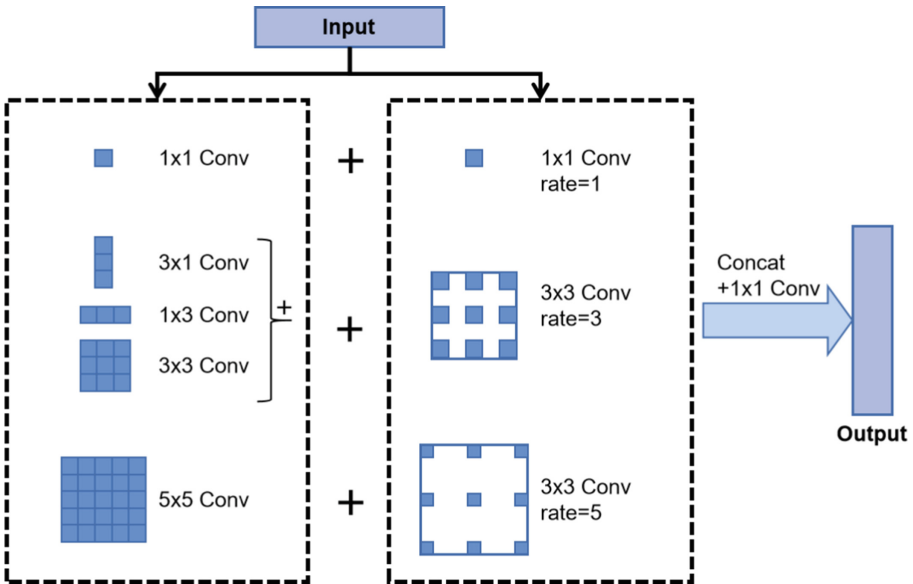 Input
1x1 Conv
+
1x1 Conv
rate=1
3x1 Conv
1x3 Conv
3x3 Conv
+
+
3x3 Conv
rate=3
5x5 Conv
+
3x3 Conv
rate=5
Concat
+1x1 Conv
Output